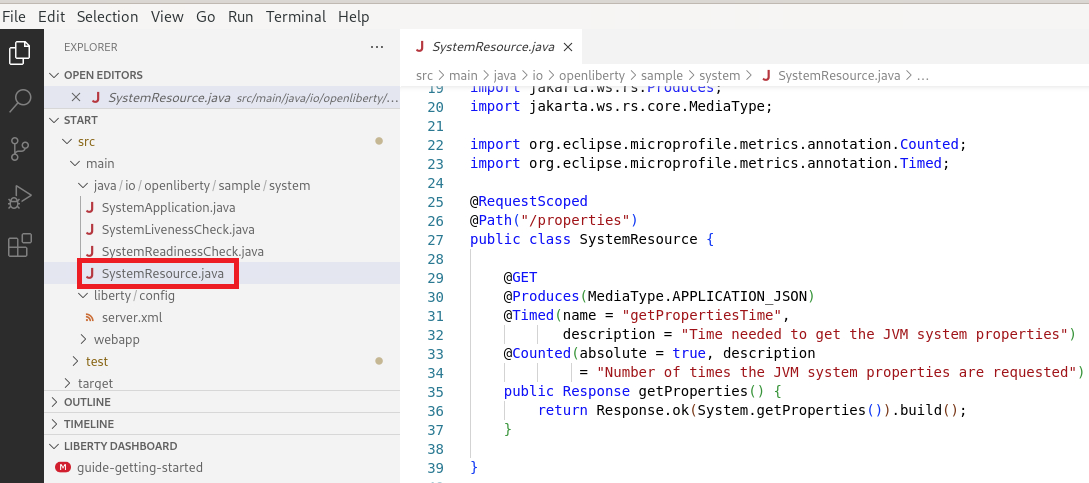 File Edit Selection View Go Run Terminal Help
EXPLORER ...
OPEN EDITORS
SystemResource.java src/main/java/io/openliberty/...
START
src
main
java / io / openliberty / sample / system
SystemApplication.java
SystemLivenessCheck.java
SystemReadinessCheck.java
SystemResource.java
liberty / config
server.xml
webapp
test
target
OUTLINE
TIMELINE
LIBERTY DASHBOARD
M guide-getting-started
J SystemResource.java ×
src > main > java > io > openliberty > sample > system > J SystemResource.java > ...
19 import jakarta.ws.rs.Produces;
20 import jakarta.ws.rs.core.MediaType;
21
22 import org.eclipse.microprofile.metrics.annotation.Counted;
23 import org.eclipse.microprofile.metrics.annotation.Timed;
24
25 @RequestScoped
26 @Path("/properties")
27 public class SystemResource {
28
29 @GET
30 @Produces(MediaType.APPLICATION_JSON)
31 @Timed(name = "getPropertiesTime",
32 description = "Time needed to get the JVM system properties")
33 @Counted(absolute = true, description
34 = "Number of times the JVM system properties are requested")
35 public Response getProperties() {
36 return Response.ok(System.getProperties()).build();
37 }
38
39 }